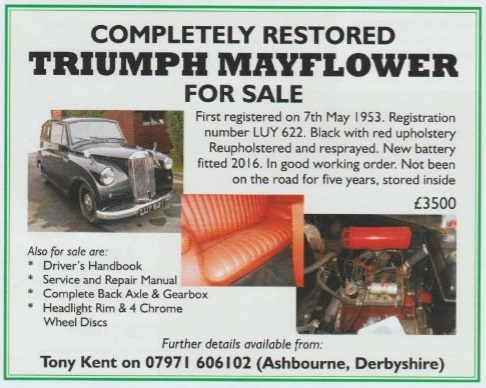 COMPLETELY RESTORED
TRIUMPH MAYFLOWER
FOR SALE
First registered on 7th May 1953. Registration
number LUY 622. Black with red upholstery
Reupholstered and resprayed. New battery
fitted 2016. In good working order. Not been
on the road for five years, stored inside
£3500
Also for sale are:
* Driver's Handbook
* Service and Repair Manual
* Complete Back Axle & Gearbox
* Headlight Rim & 4 Chrome
Wheel Discs
Further details available from:
Tony Kent on 07971 606102 (Ashbourne, Derbyshire)